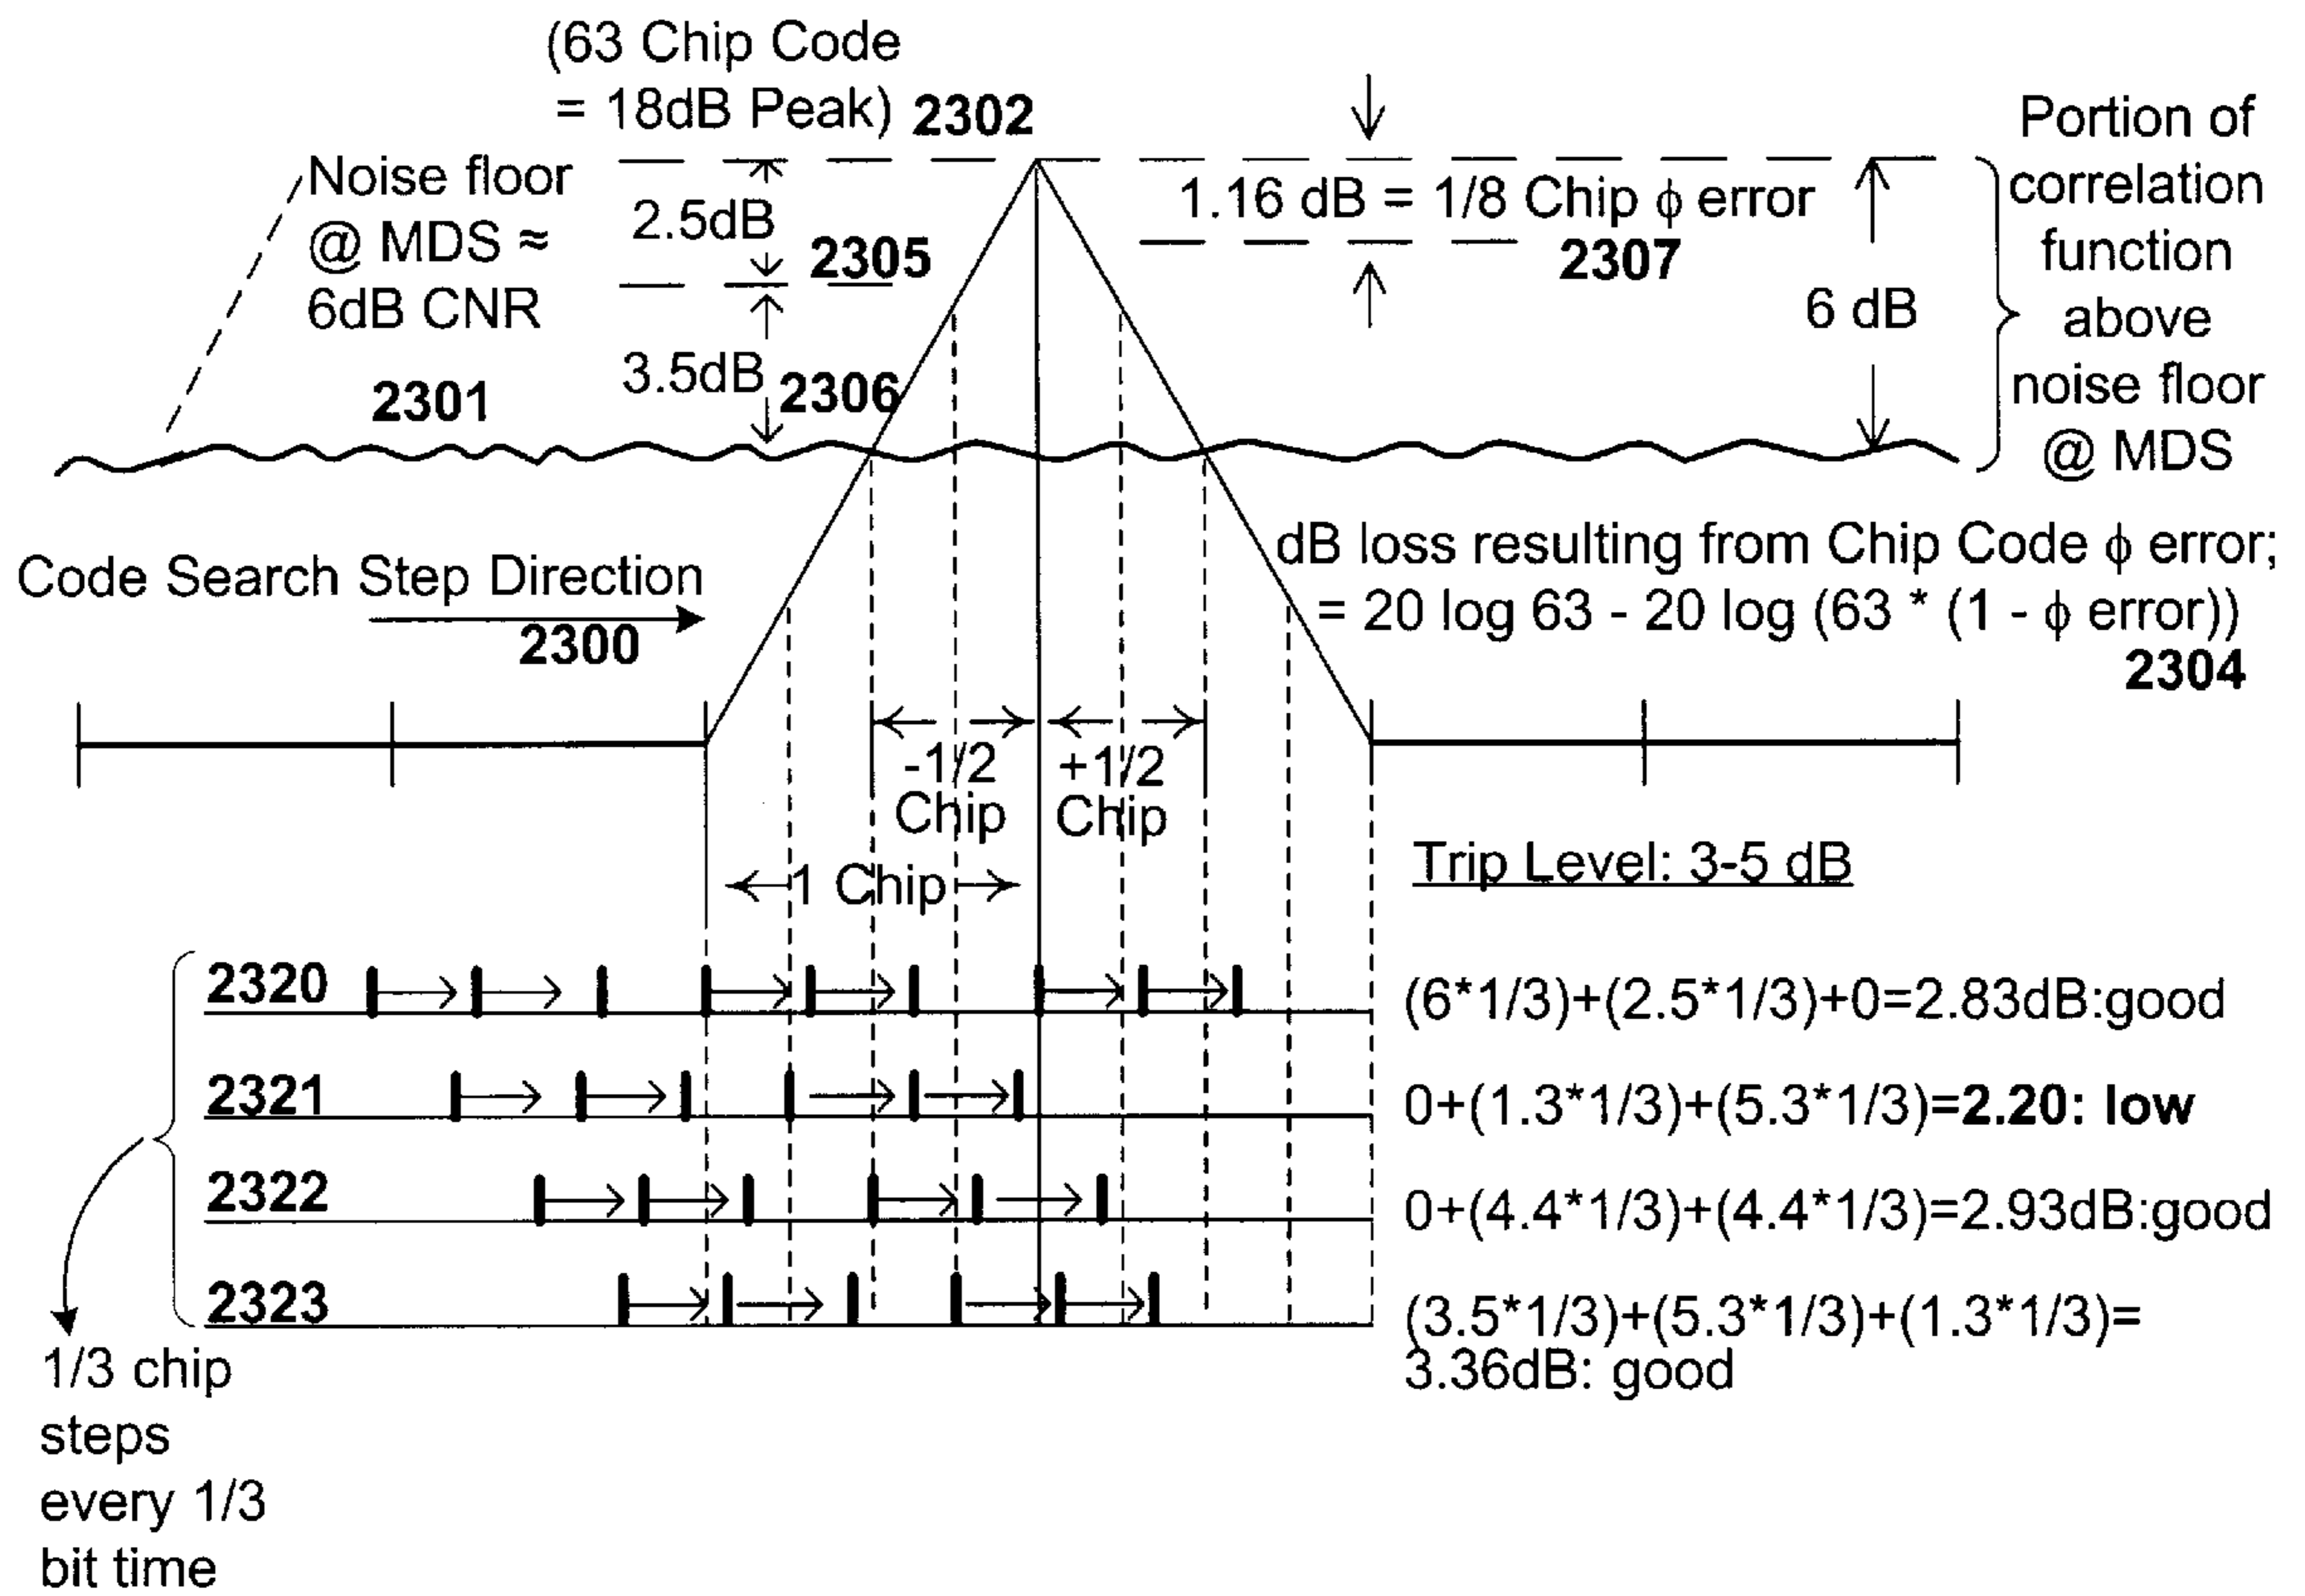 (63 Chip Code
= 18dB Peak) 2302
Noise floor
@ MDS ≈
6dB CNR
2301
2.5dB
2305
3.5dB
2306
1.16 dB = 1/8 Chip ϕ error
2307
6 dB
Portion of
correlation
function
above
noise floor
@ MDS
Code Search Step Direction
2300
dB loss resulting from Chip Code ϕ error;
= 20 log 63 - 20 log (63 * (1 - ϕ error))
2304
-1/2
Chip
+1/2
Chip
1 Chip
Trip Level: 3-5 dB
2320
(6*1/3)+(2.5*1/3)+0=2.83dB:good
2321
0+(1.3*1/3)+(5.3*1/3)=2.20: low
2322
0+(4.4*1/3)+(4.4*1/3)=2.93dB:good
2323
(3.5*1/3)+(5.3*1/3)+(1.3*1/3)=
3.36dB: good
1/3 chip
steps
every 1/3
bit time